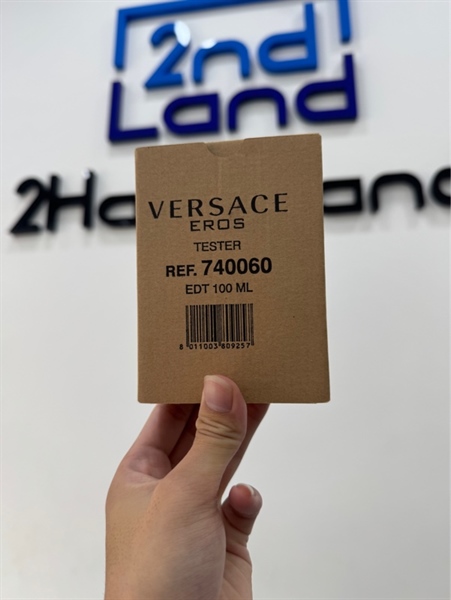 2nd
Land
VERSACE
EROS
TESTER
REF. 740060
EDT 100 ML
8 011003 809257